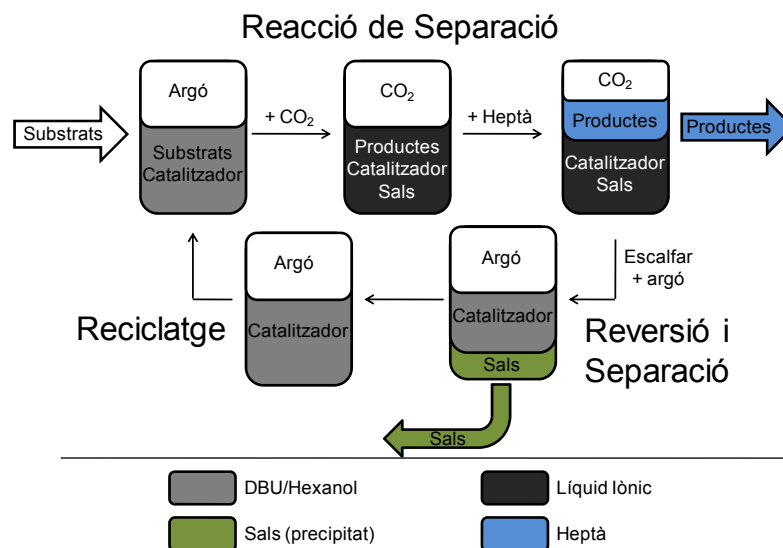 Reacció de Separació
Substrats
Argó
Substrats
Catalitzador
+ CO₂
CO₂
Productes
Catalitzador
Sals
+ Heptà
CO₂
Productes
Catalitzador
Sals
Productes
Escalfar
+ argó
Argó
Catalitzador
Sals
Sals
Argó
Catalitzador
Reciclatge
Reversió i
Separació
DBU/Hexanol
Líquid Iònic
Sals (precipitat)
Heptà